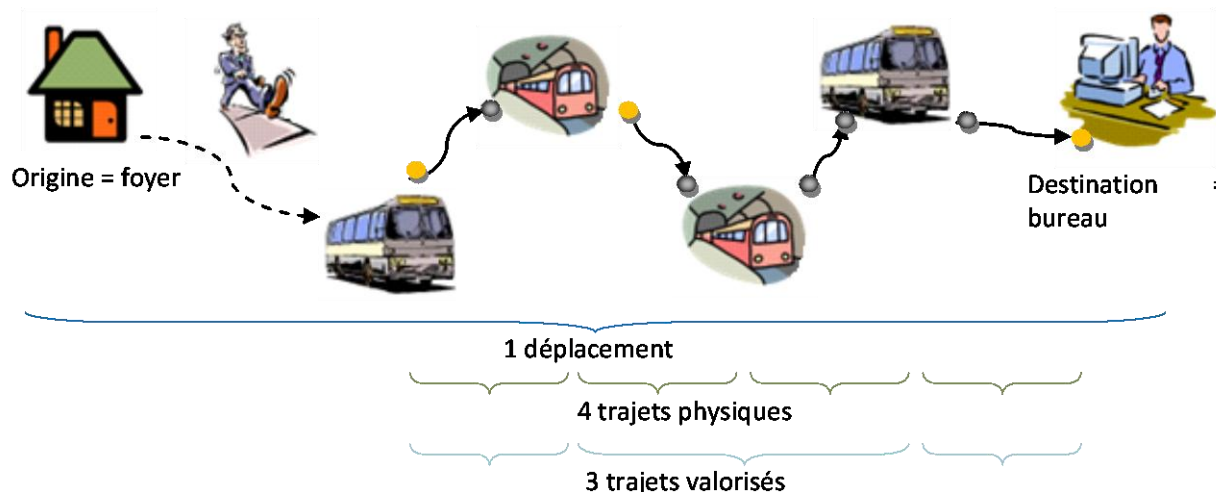 Origine = foyer
Destination =
bureau
1 déplacement
4 trajets physiques
3 trajets valorisés